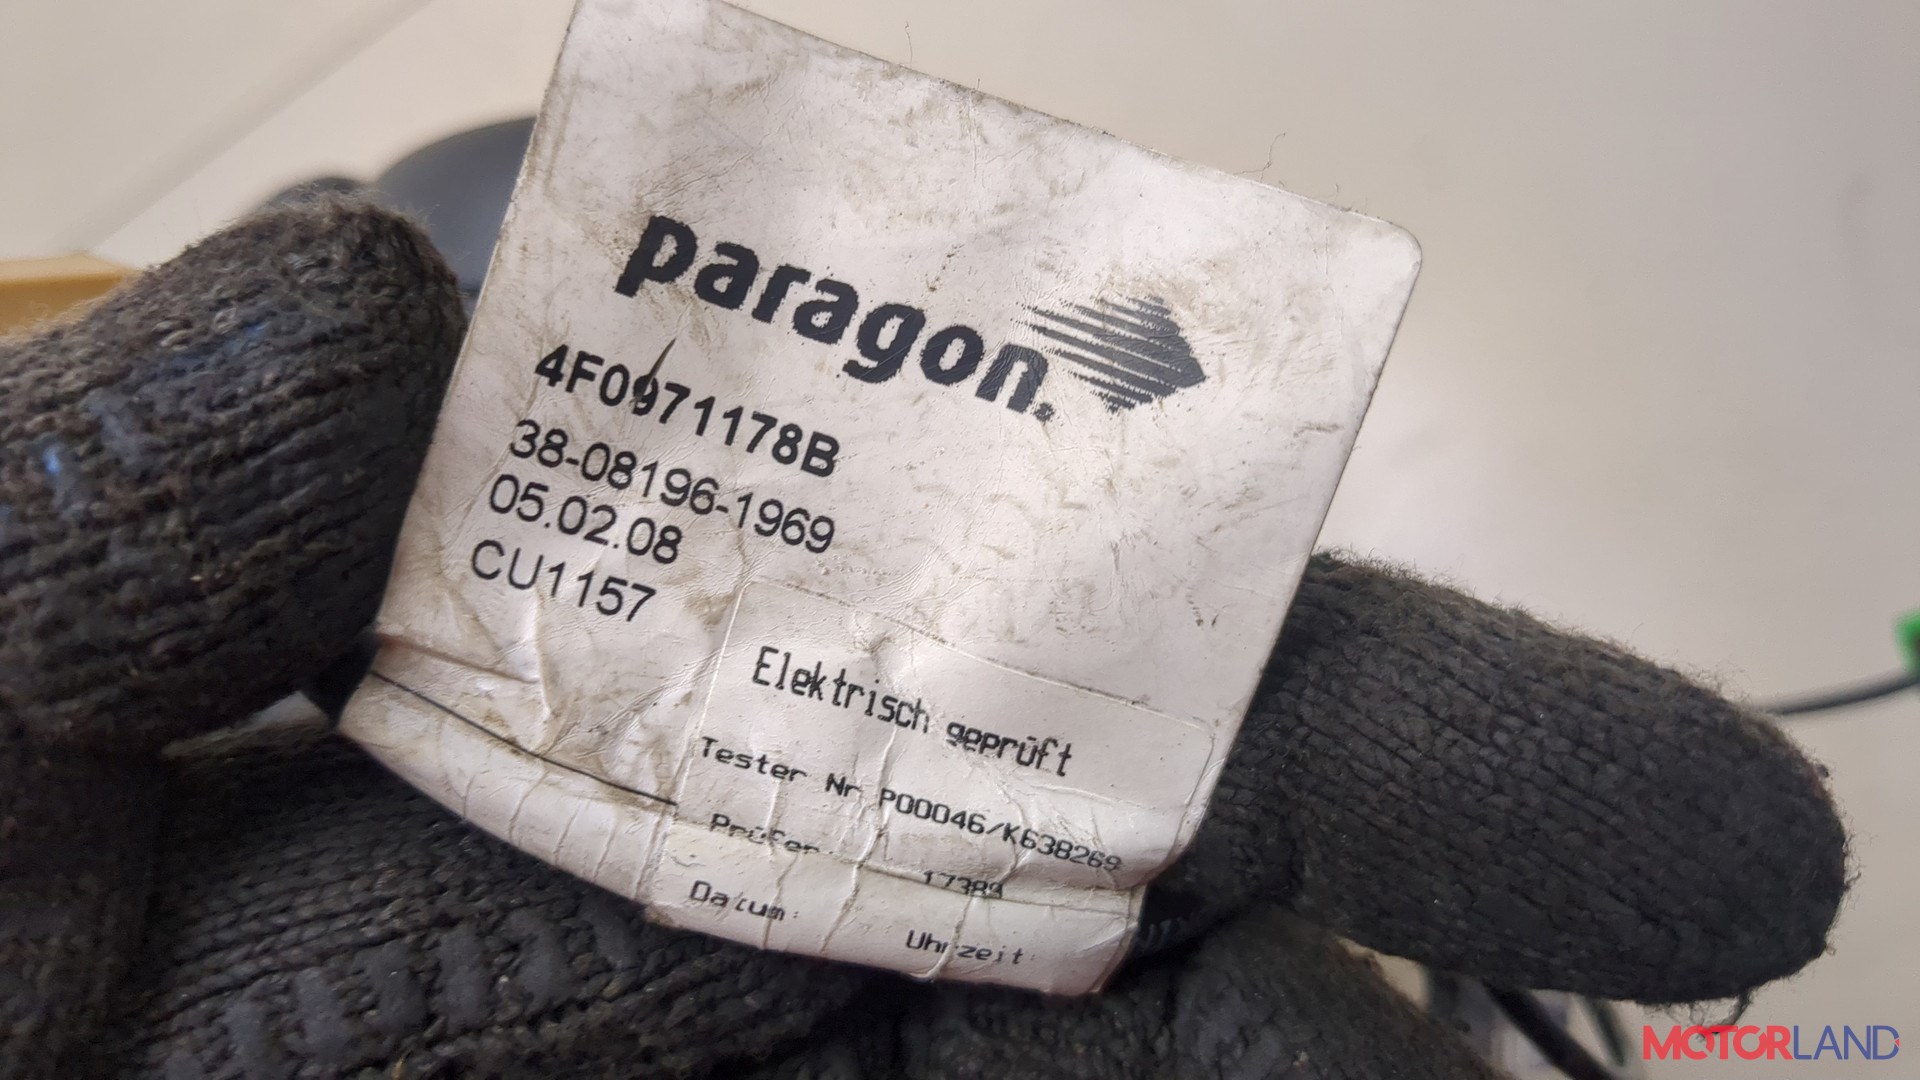 paragon.
4F0971178B
38-08196-1969
05.02.08
CU1157
Elektrisch geprüft
Tester Nr P00046/K638269
Prüfer
17389
Datum:
Uhrzeit
MOTORLAND